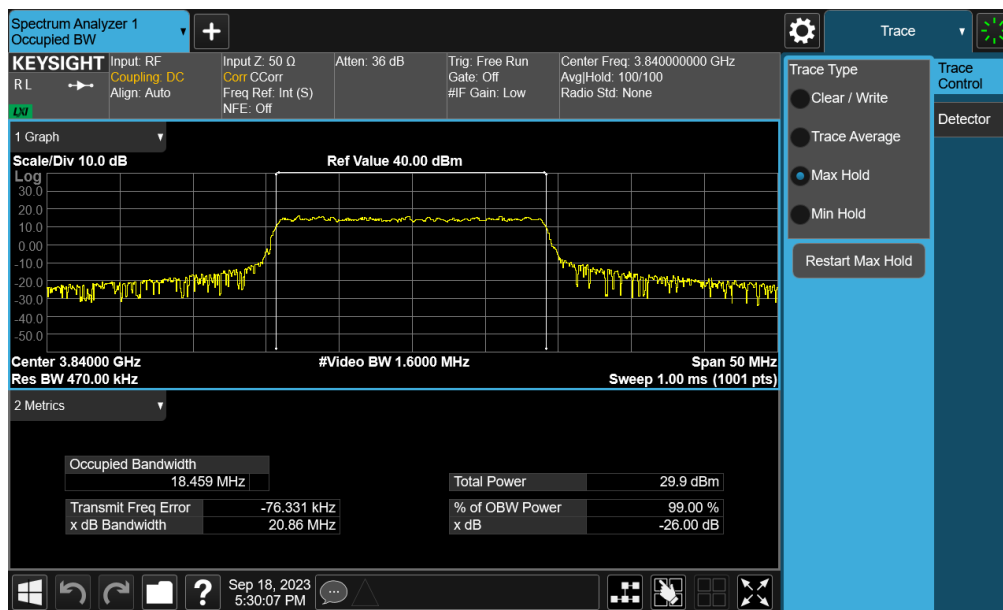 Spectrum Analyzer 1
Occupied BW
+
Trace
KEYSIGHT
R L
LXI
Input: RF
Coupling: DC
Align: Auto
Input Z: 50 Ω
Corr CCorr
Freq Ref: Int (S)
NFE: Off
Atten: 36 dB
Trig: Free Run
Gate: Off
#IF Gain: Low
Center Freq: 3.840000000 GHz
Avg|Hold: 100/100
Radio Std: None
Trace Type
Clear / Write
Trace Average
Max Hold
Min Hold
Restart Max Hold
Trace
Control
Detector
1 Graph
Scale/Div 10.0 dB
Ref Value 40.00 dBm
Log
30.0
20.0
10.0
0.00
-10.0
-20.0
-30.0
-40.0
-50.0
Center 3.84000 GHz
#Video BW 1.6000 MHz
Span 50 MHz
Res BW 470.00 kHz
Sweep 1.00 ms (1001 pts)
2 Metrics
Occupied Bandwidth
18.459 MHz
Total Power 29.9 dBm
Transmit Freq Error -76.331 kHz
% of OBW Power 99.00 %
x dB Bandwidth 20.86 MHz
x dB -26.00 dB
?
Sep 18, 2023
5:30:07 PM